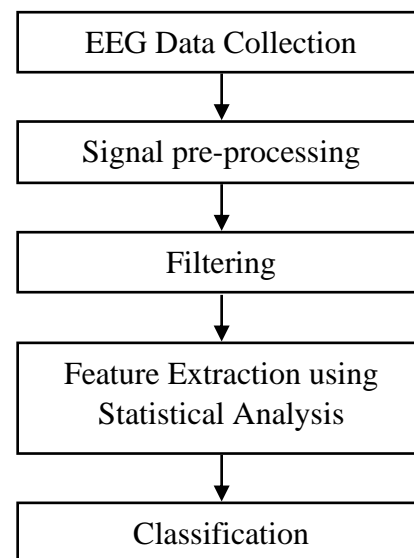 EEG Data Collection
Signal pre-processing
Filtering
Feature Extraction using
Statistical Analysis
Classification